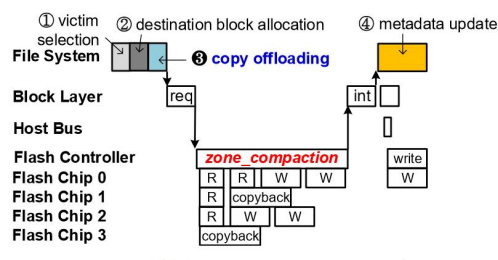 ① victim selection
② destination block allocation
④ metadata update
File System
❸ copy offloading
Block Layer
req
int
Host Bus
Flash Controller
zone_compaction
write
Flash Chip 0
R R W W W
Flash Chip 1
R copyback
Flash Chip 2
R W W
Flash Chip 3
copyback